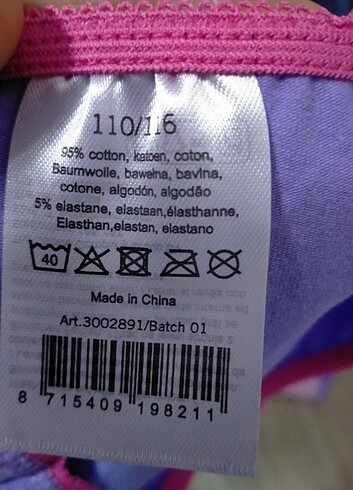 110/116
95% cotton, katoen, coton,
Baumwolle, bawełna, bavlna,
cotone, algodón, algodão
5% elastane, elastaan,élasthanne,
Elasthan,elastan, elastano
40
Made in China
Art.3002891/Batch 01
8 715409 198211